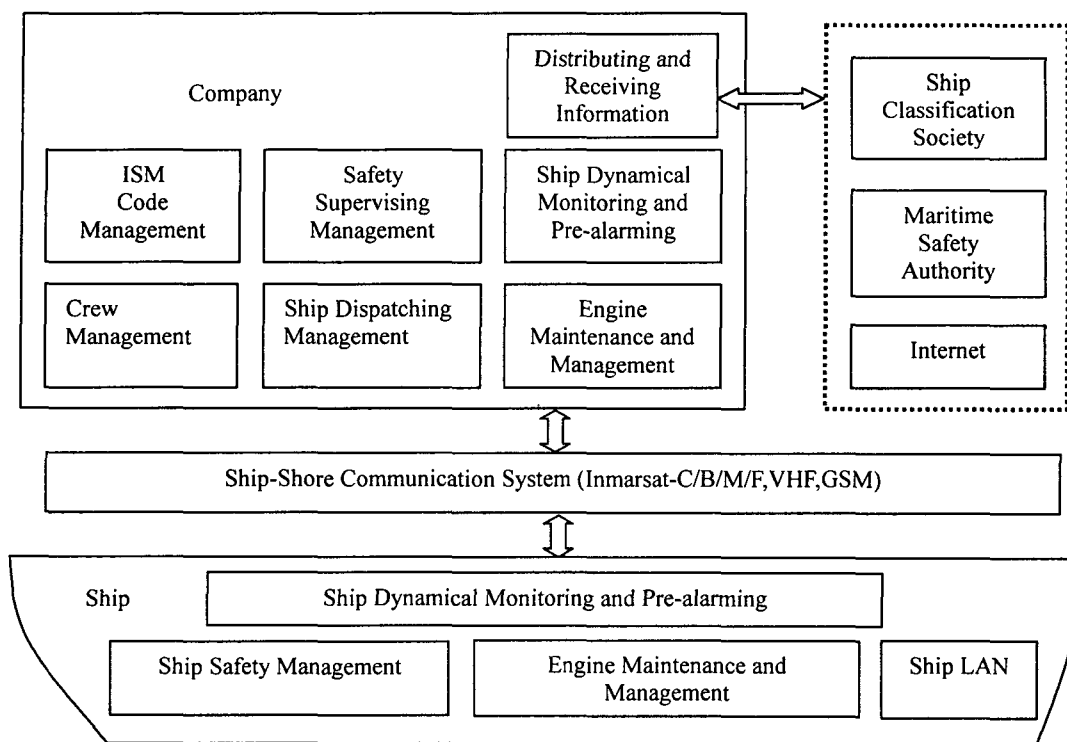 Company
Distributing and
Receiving
Information
ISM
Code
Management
Safety
Supervising
Management
Ship Dynamical
Monitoring and
Pre-alarming
Crew
Management
Ship Dispatching
Management
Engine
Maintenance and
Management
Ship
Classification
Society
Maritime
Safety
Authority
Internet
Ship-Shore Communication System (Inmarsat-C/B/M/F,VHF,GSM)
Ship
Ship Dynamical Monitoring and Pre-alarming
Ship Safety Management
Engine Maintenance and
Management
Ship LAN